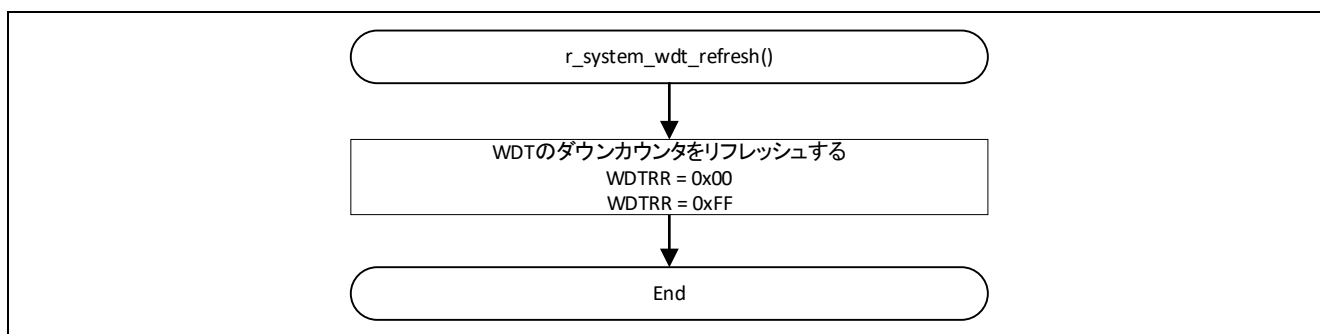 r_system_wdt_refresh()
WDTのダウンカウンタをリフレッシュする
WDTRR = 0x00
WDTRR = 0xFF
End